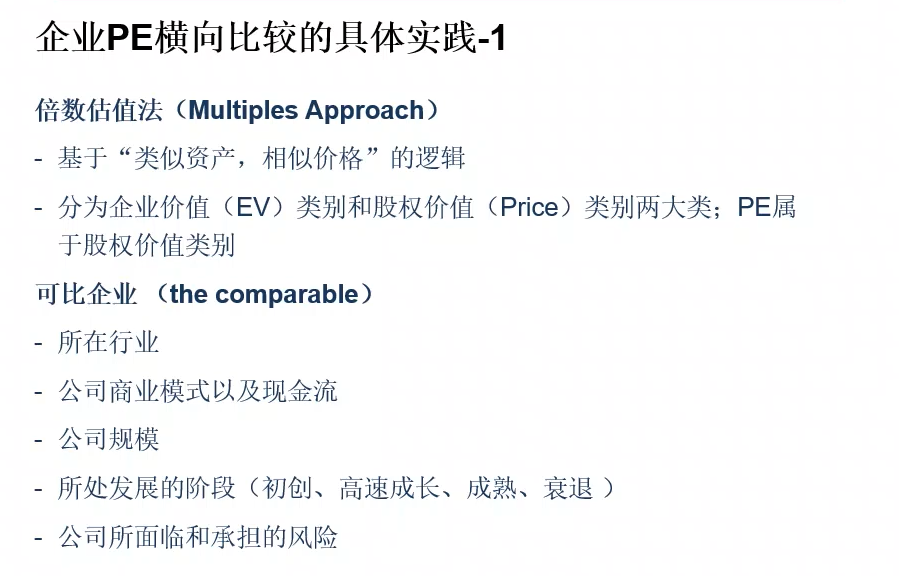 企业PE横向比较的具体实践-1
倍数估值法（Multiples Approach）
- 基于“类似资产，相似价格”的逻辑
- 分为企业价值（EV）类别和股权价值（Price）类别两大类；PE属
于股权价值类别
可比企业 （the comparable）
- 所在行业
- 公司商业模式以及现金流
- 公司规模
- 所处发展的阶段（初创、高速成长、成熟、衰退 ）
- 公司所面临和承担的风险